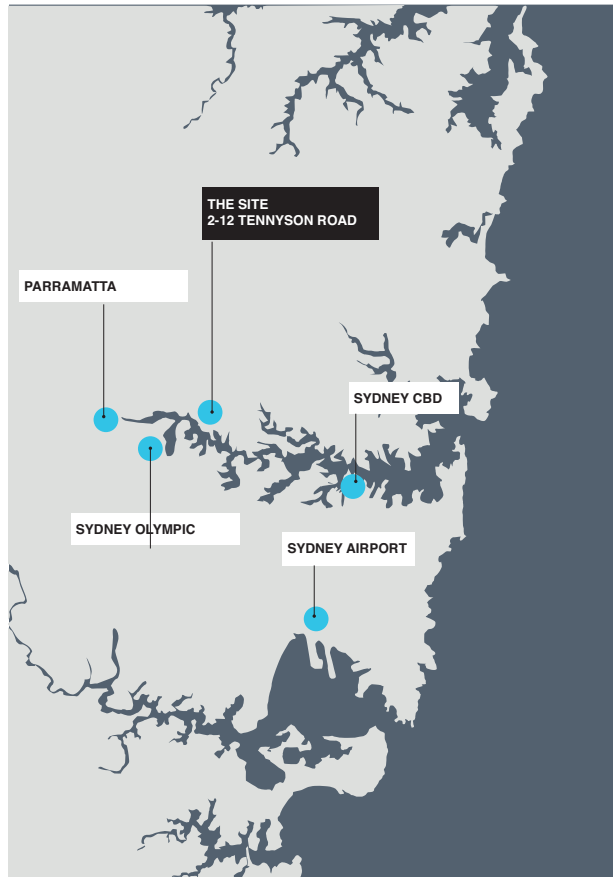 THE SITE
2-12 TENNYSON ROAD
PARRAMATTA
SYDNEY CBD
SYDNEY OLYMPIC
SYDNEY AIRPORT